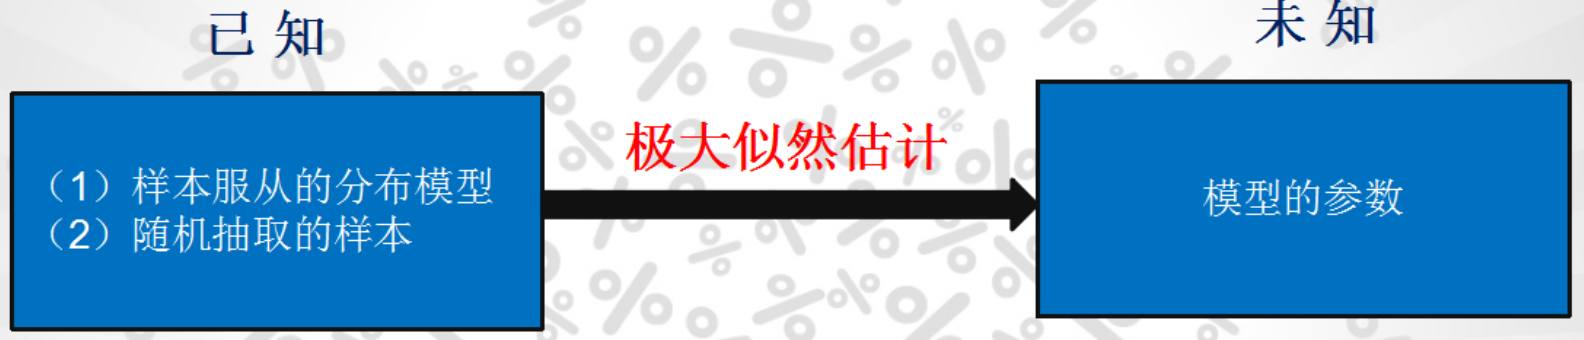 已 知
未 知
极大似然估计
（1）样本服从的分布模型
（2）随机抽取的样本
模型的参数